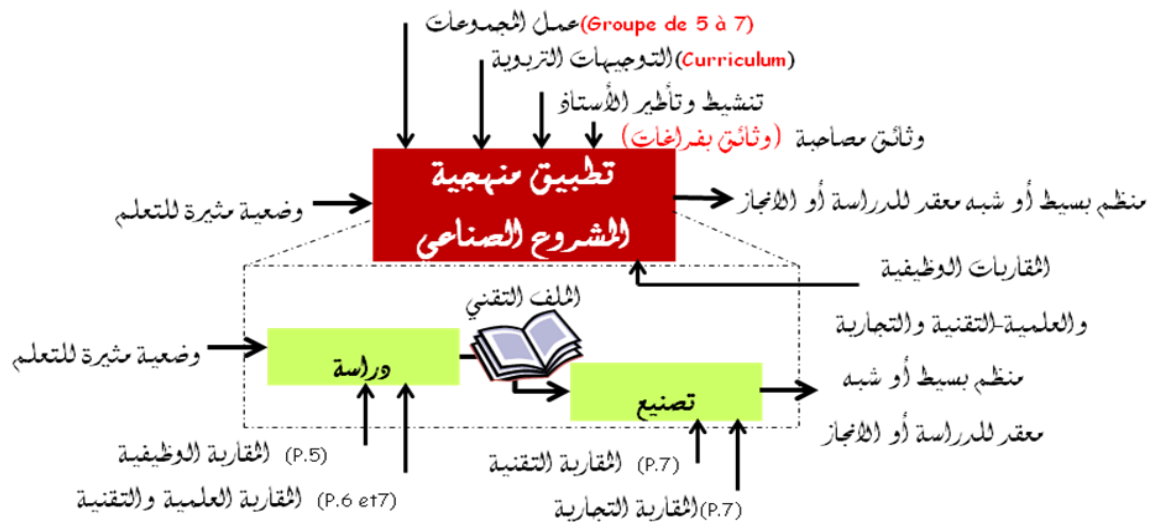 عمل المجموعات(Groupe de 5 à 7)
التوجيهات التربوية(Curriculum)
تنشيط وتأطير الأستاذ
وثائق مصاحبة (وثائق بفراغات)
تطبيق منهجية
المشروع الصناعي
وضعية مثيرة للتعلم
منظم بسيط أو شبه معقر للدراسة أو الانجاز
المقاربات الوظيفية
والعلمية-التقنية والتجارية
الملف التقني
وضعية مثيرة للتعلم
دراسة
تصنيع
منظم بسيط أو شبه
معقر للدراسة أو الانجاز
المقاربة الوظيفية (P.5)
المقاربة العلمية والتقنية (P.6 et7)
المقاربة التقنية (P.7)
المقاربة التجارية(P.7)